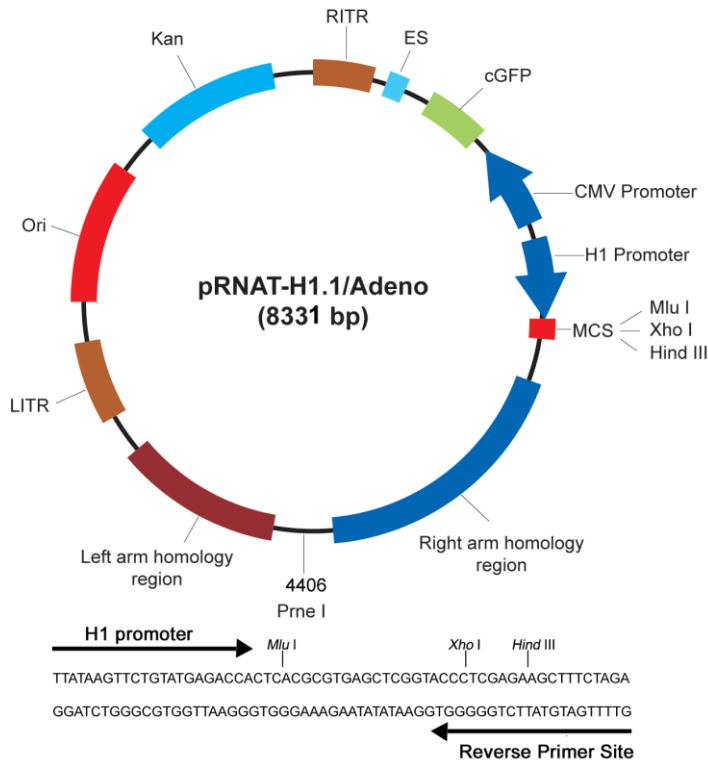 RITR
ES
Kan
cGFP
CMV Promoter
H1 Promoter
Ori
pRNAT-H1.1/Adeno
(8331 bp)
Mlu I
MCS
Xho I
Hind III
LITR
Left arm homology
region
Right arm homology
region
4406
Prne I
H1 promoter
Mlu I
Xho I
Hind III
TTATAAGTTCTGTATGAGACCACTCACGCGTGAGCTCGGTACCCTCGAGAAGCTTTCTAGA
GGATCTGGGCGTGGTTAAGGGTGGGAAAGAATATATAAGGTGGGGGTCTTATGTAGTTTTG
Reverse Primer Site